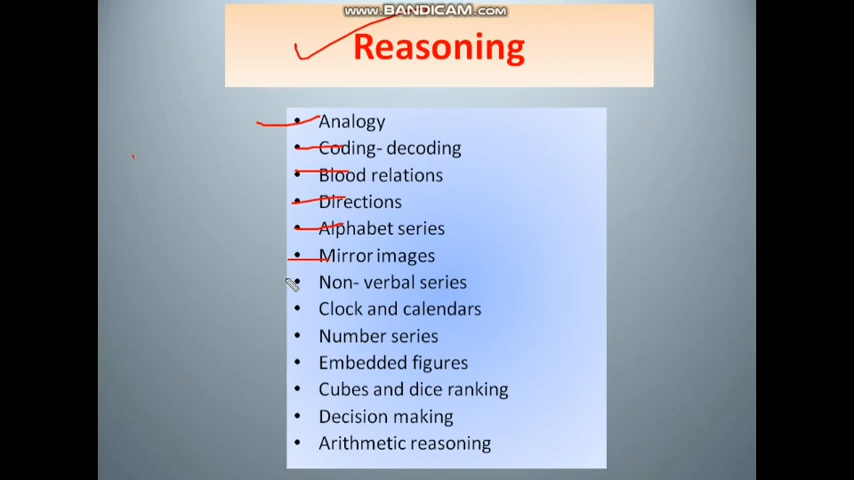 www.BANDICAM.com
Reasoning
• Analogy
• Coding- decoding
• Blood relations
• Directions
• Alphabet series
• Mirror images
• Non- verbal series
• Clock and calendars
• Number series
• Embedded figures
• Cubes and dice ranking
• Decision making
• Arithmetic reasoning